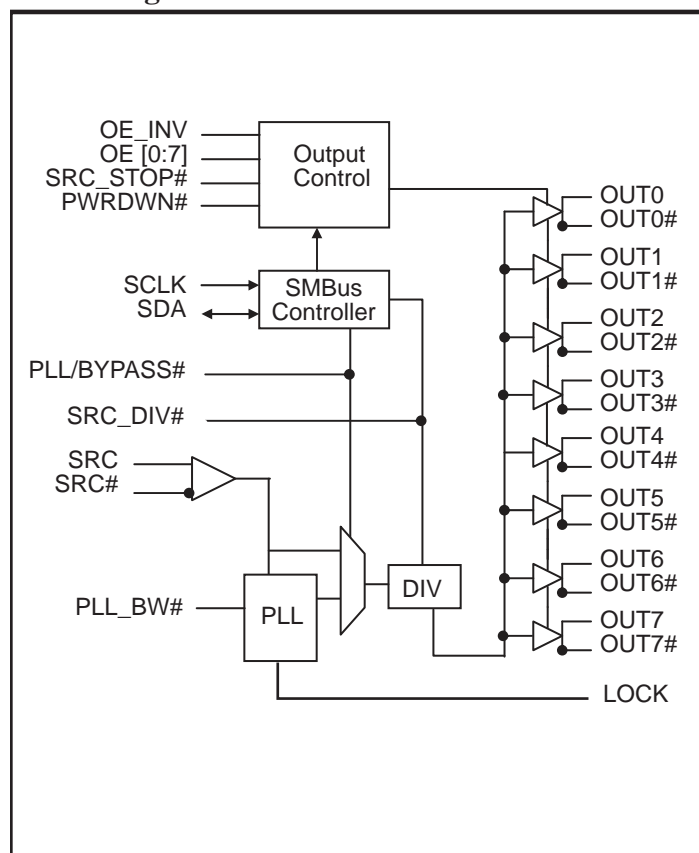 OE_INV
OE [0:7]
SRC_STOP#
PWRDWN#
Output
Control
SCLK
SDA
SMBus
Controller
PLL/BYPASS#
SRC_DIV#
SRC
SRC#
PLL_BW#
PLL
DIV
OUT0
OUT0#
OUT1
OUT1#
OUT2
OUT2#
OUT3
OUT3#
OUT4
OUT4#
OUT5
OUT5#
OUT6
OUT6#
OUT7
OUT7#
LOCK